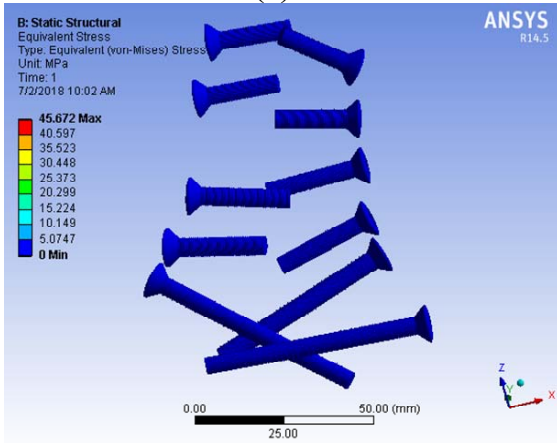 B: Static Structural
Equivalent Stress
Type: Equivalent (von-Mises) Stress
Unit: MPa
Time: 1
7/2/2018 10:02 AM
45.672 Max
40.597
35.523
30.448
25.373
20.299
15.224
10.149
5.0747
0 Min
ANSYS
R14.5
0.00
50.00 (mm)
25.00
Z
Y
X